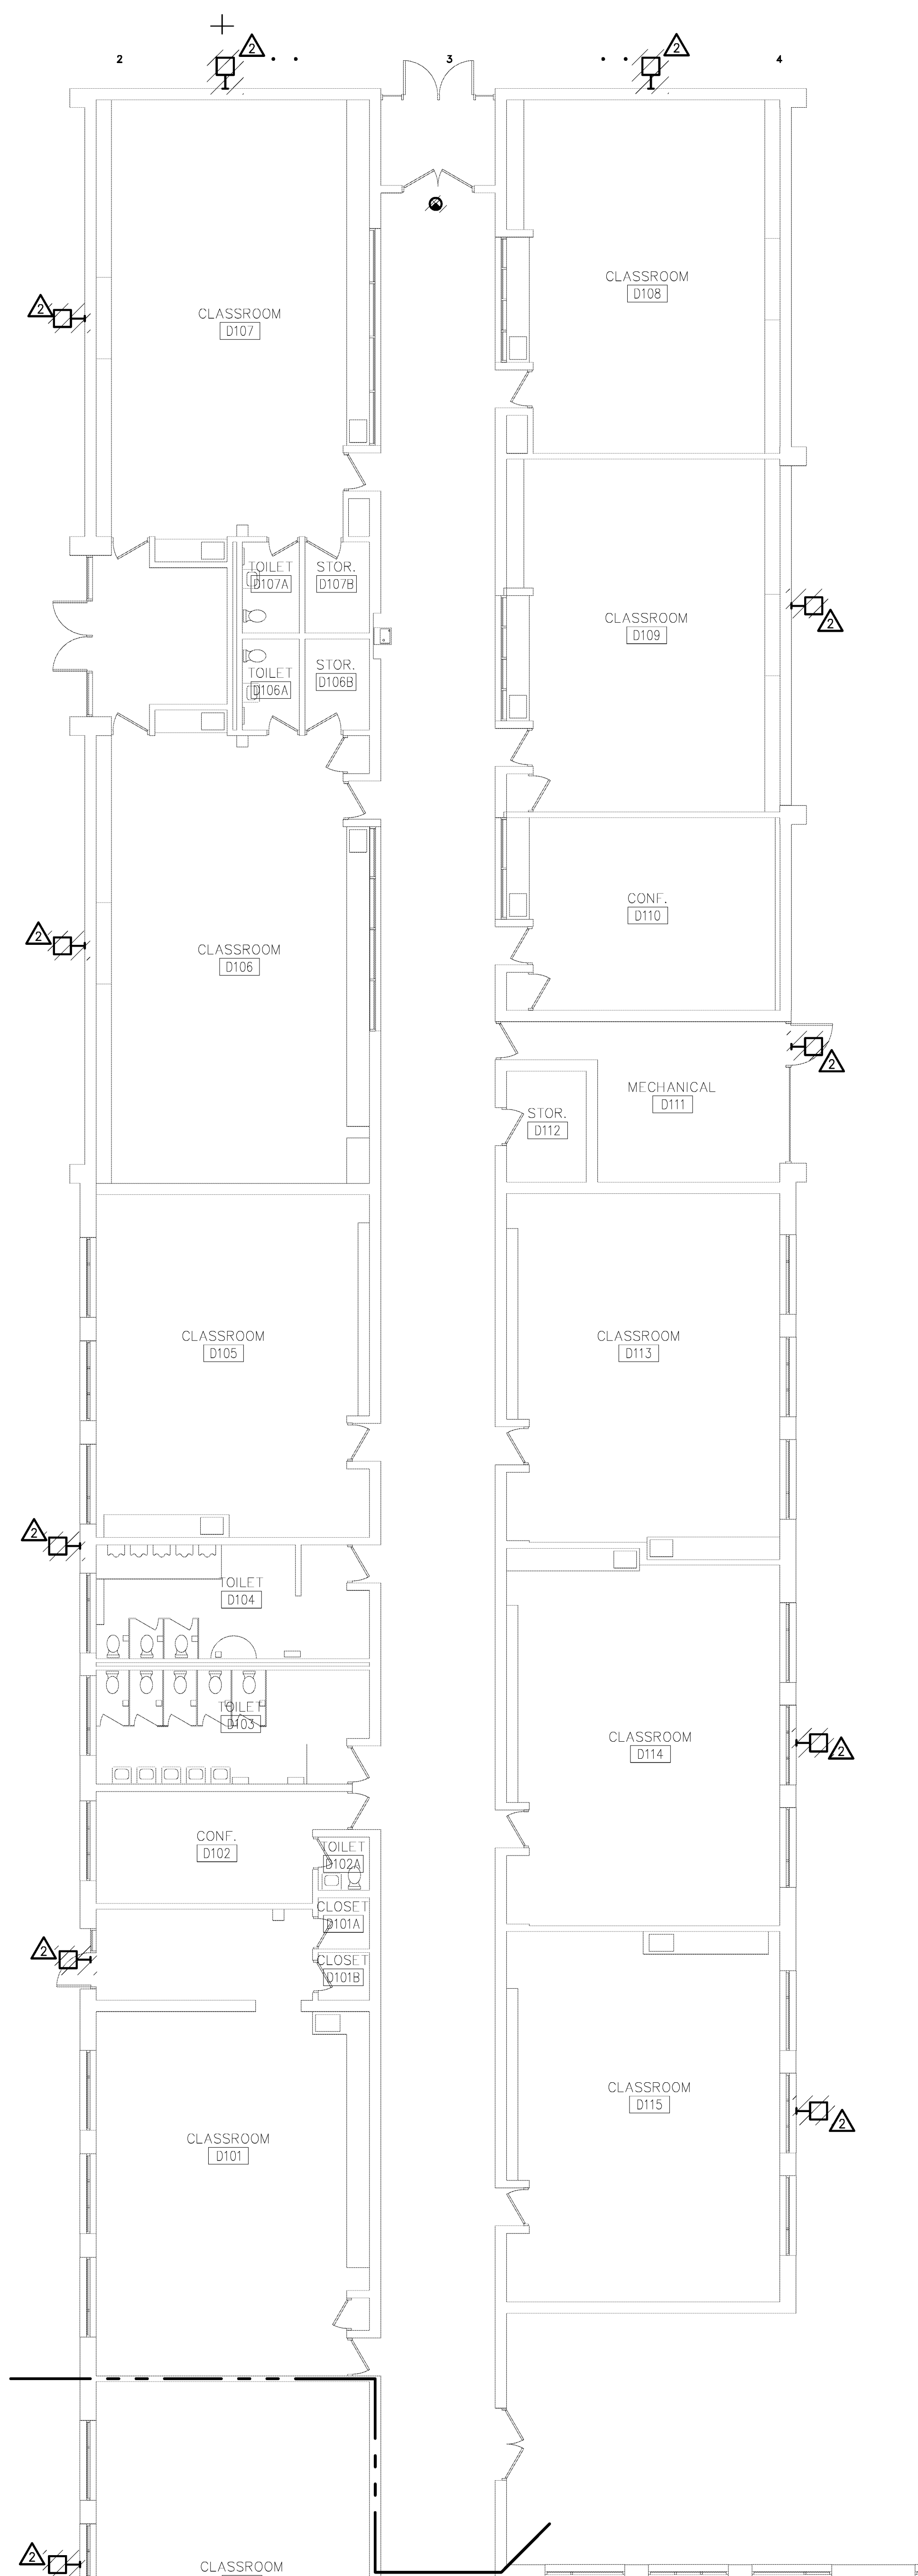 2
2
2
3
4
CLASSROOM
D108
CLASSROOM
D107
2
TOILET
D107A
STOR.
D107B
CLASSROOM
D109
2
TOILET
D106A
STOR.
D106B
CONF.
D110
2
CLASSROOM
D106
2
MECHANICAL
D111
STOR.
D112
CLASSROOM
D105
CLASSROOM
D113
2
TOILET
D104
TOILET
D103
CLASSROOM
D114
2
CONF.
D102
TOILET
D102A
CLOSET
D101A
2
CLOSET
D101B
CLASSROOM
D115
2
CLASSROOM
D101
2
CLASSROOM